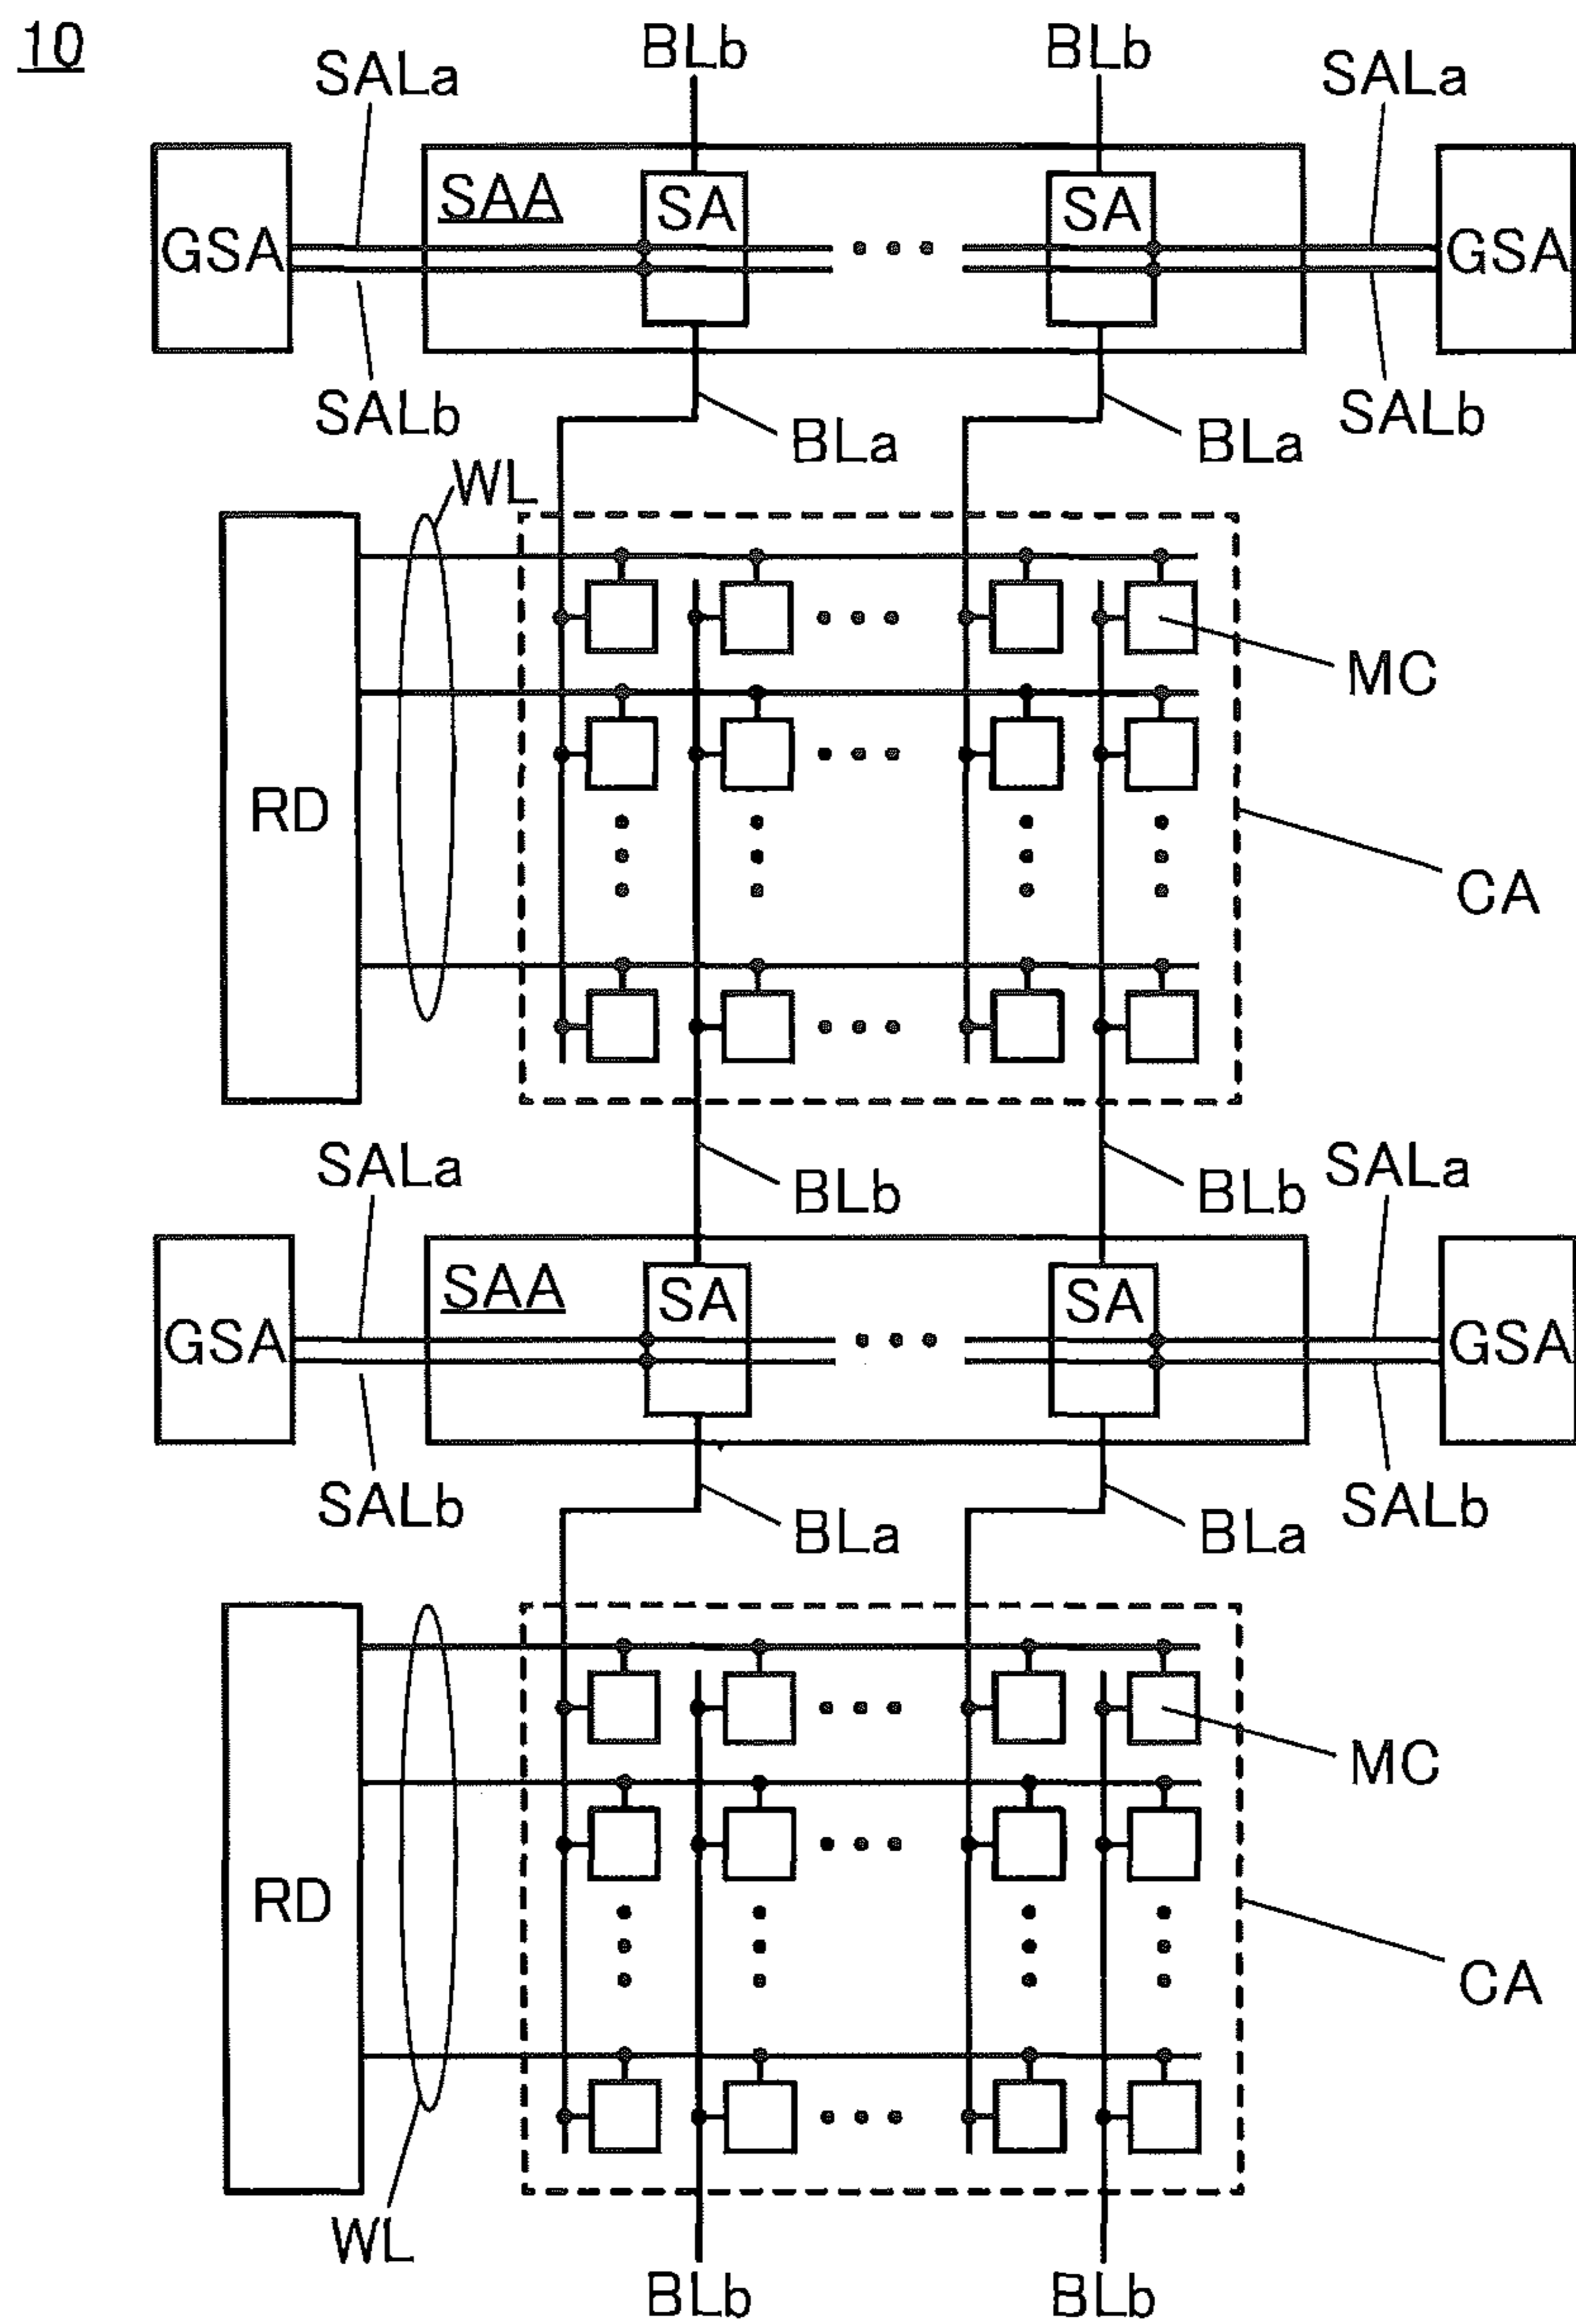 10
BLb BLb
SALa SALa
SAA SA SA
GSA GSA
SALb SALb
BLa BLa
WL
MC
RD
CA
SALa SALa
BLb BLb
SAA SA SA
GSA GSA
SALb SALb
BLa BLa
MC
RD
CA
WL
BLb BLb